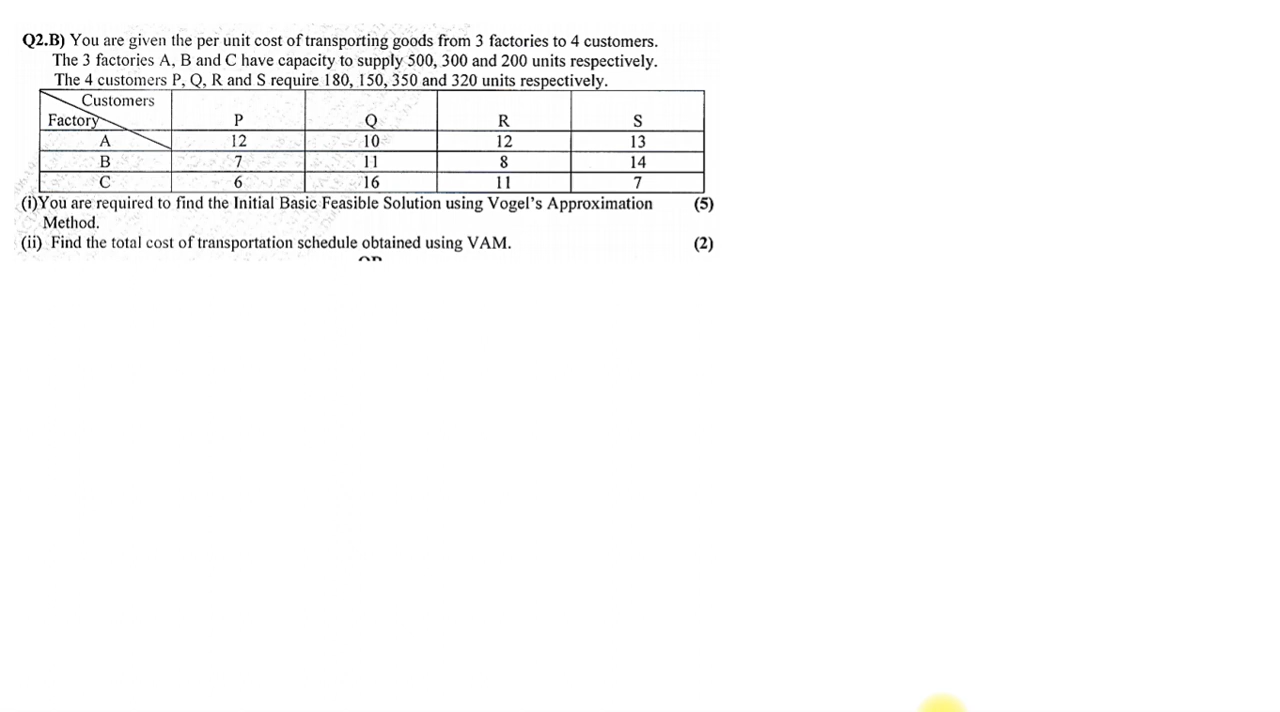 Q2.B) You are given the per unit cost of transporting goods from 3 factories to 4 customers.
The 3 factories A, B and C have capacity to supply 500, 300 and 200 units respectively.
The 4 customers P, Q, R and S require 180, 150, 350 and 320 units respectively.
Customers
Factory P Q R S
A 12 10 12 13
B 7 11 8 14
C 6 16 11 7
(i)You are required to find the Initial Basic Feasible Solution using Vogel's Approximation (5)
Method.
(ii) Find the total cost of transportation schedule obtained using VAM. (2)